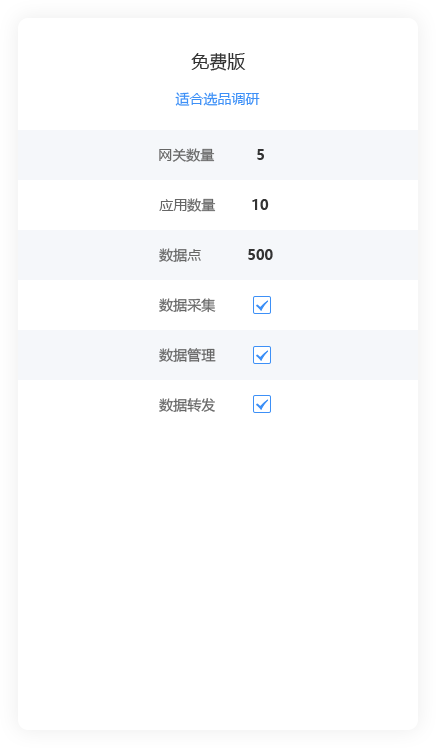 免费版
适合选品调研
网关数量 5
应用数量 10
数据点 500
数据采集
数据管理
数据转发